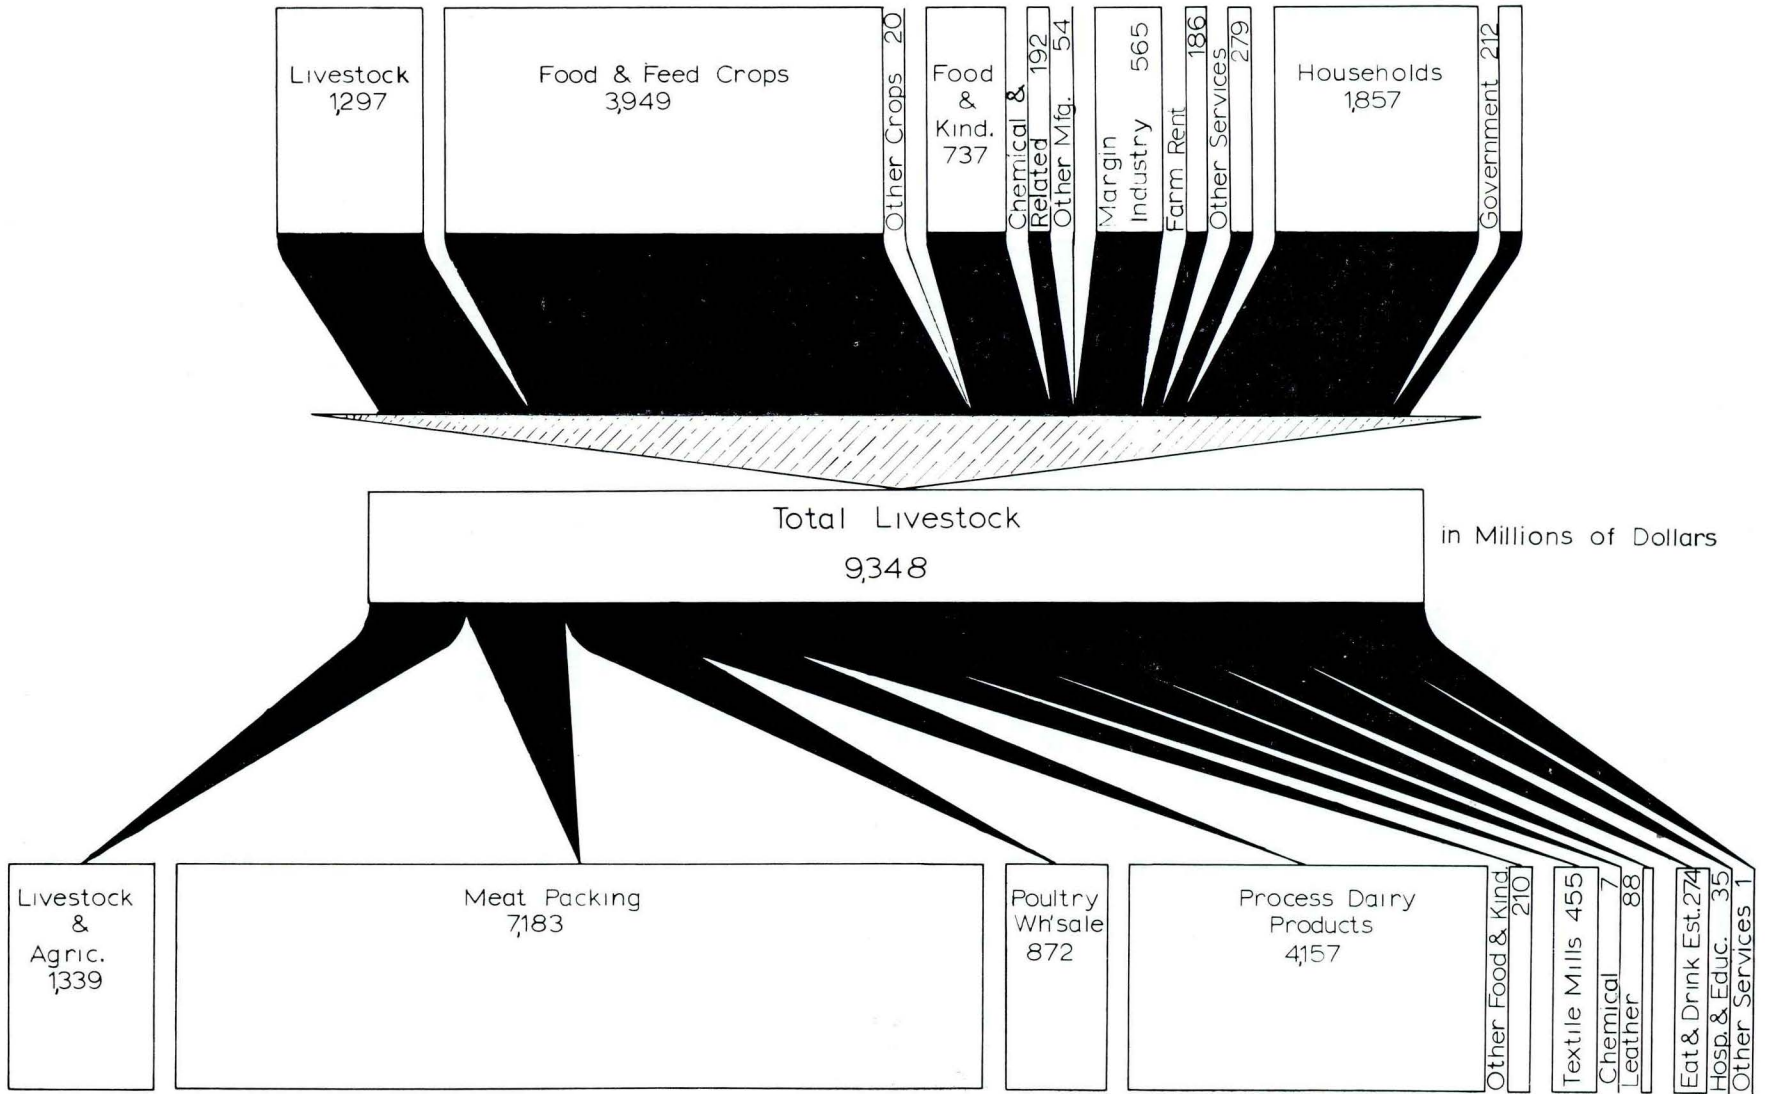 Livestock
1,297
Food & Feed Crops
3,949
Other Crops 20
Food
&
Kind.
737
Chemical &
Related 192
Other Mfg. 54
Margin
Industry 565
Farm Rent 186
Other Services 279
Households
1,857
Government 212
Total Livestock
9,348
in Millions of Dollars
Livestock
&
Agric.
1,339
Meat Packing
7,183
Poultry
Wh'sale
872
Process Dairy
Products
4,157
Other Food & Kind
210
Textile Mills 455
Chemical 7
Leather 88
Eat & Drink Est. 274
Hosp. & Educ. 35
Other Services 1